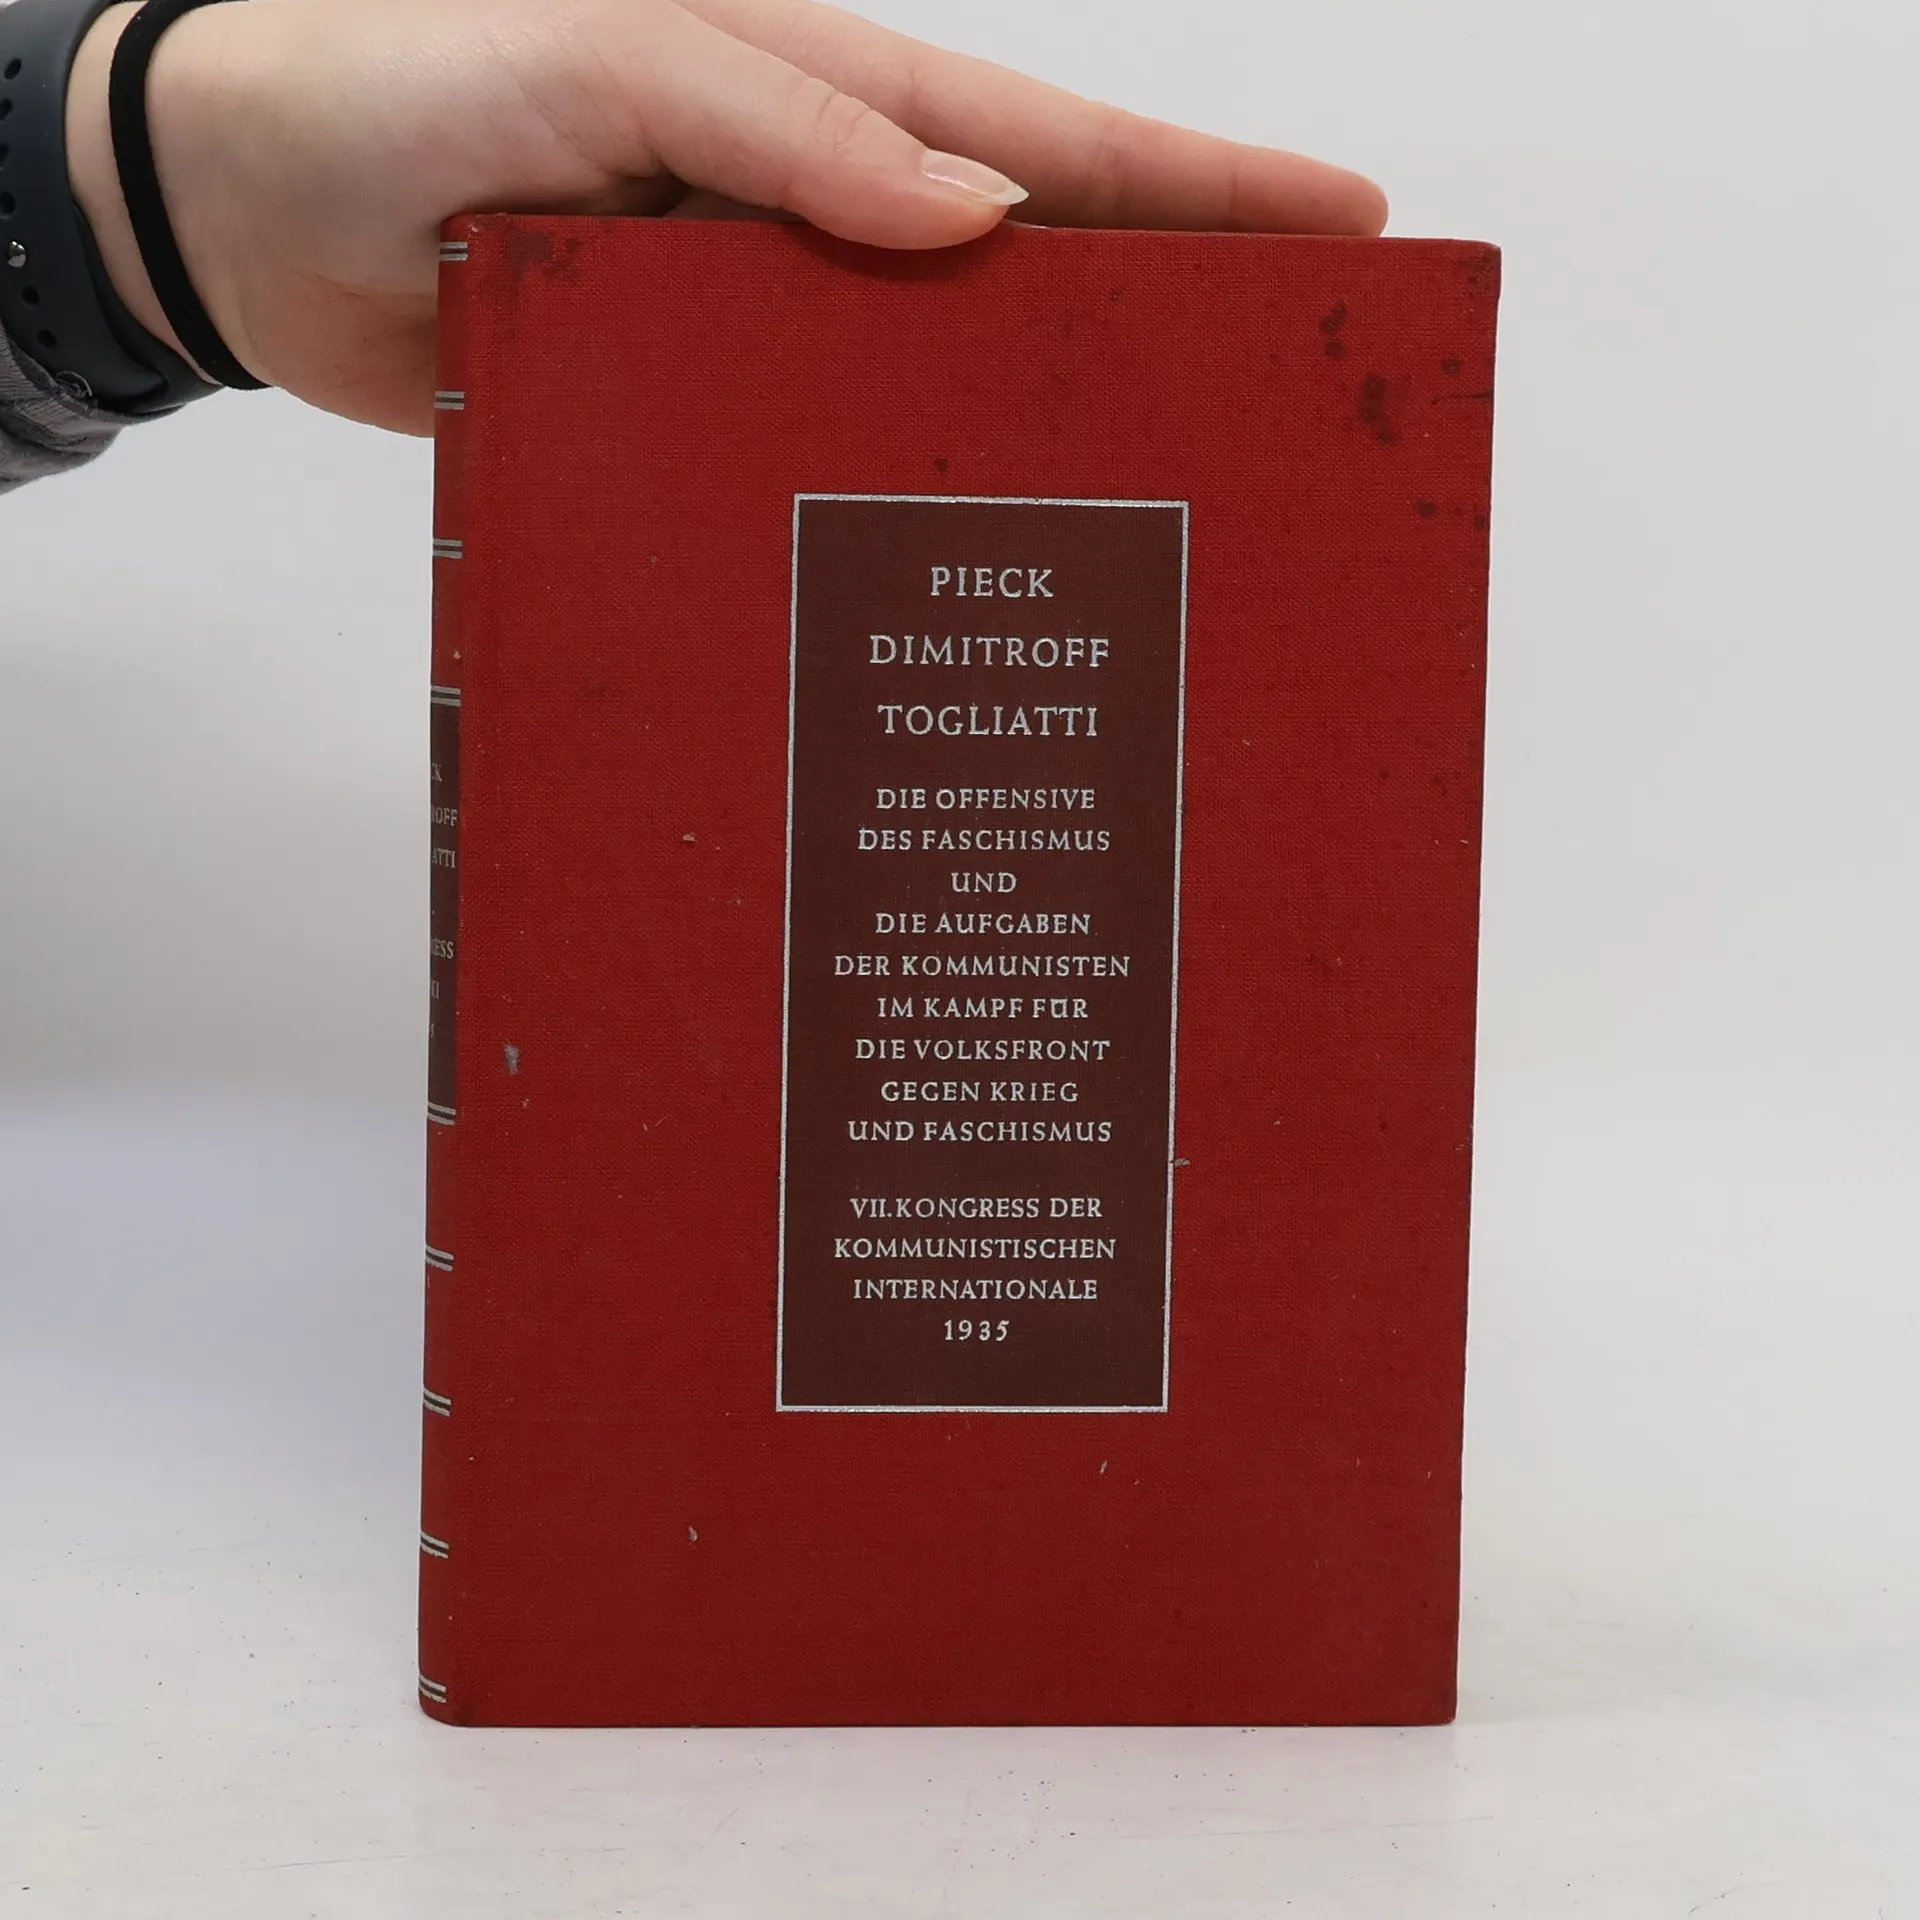 PIECK
DIMITROFF
TOGLIATTI
DIE OFFENSIVE
DES FASCHISMUS
UND
DIE AUFGABEN
DER KOMMUNISTEN
IM KAMPF FÜR
DIE VOLKSFRONT
GEGEN KRIEG
UND FASCHISMUS
VII. KONGRESS DER
KOMMUNISTISCHEN
INTERNATIONALE
1935